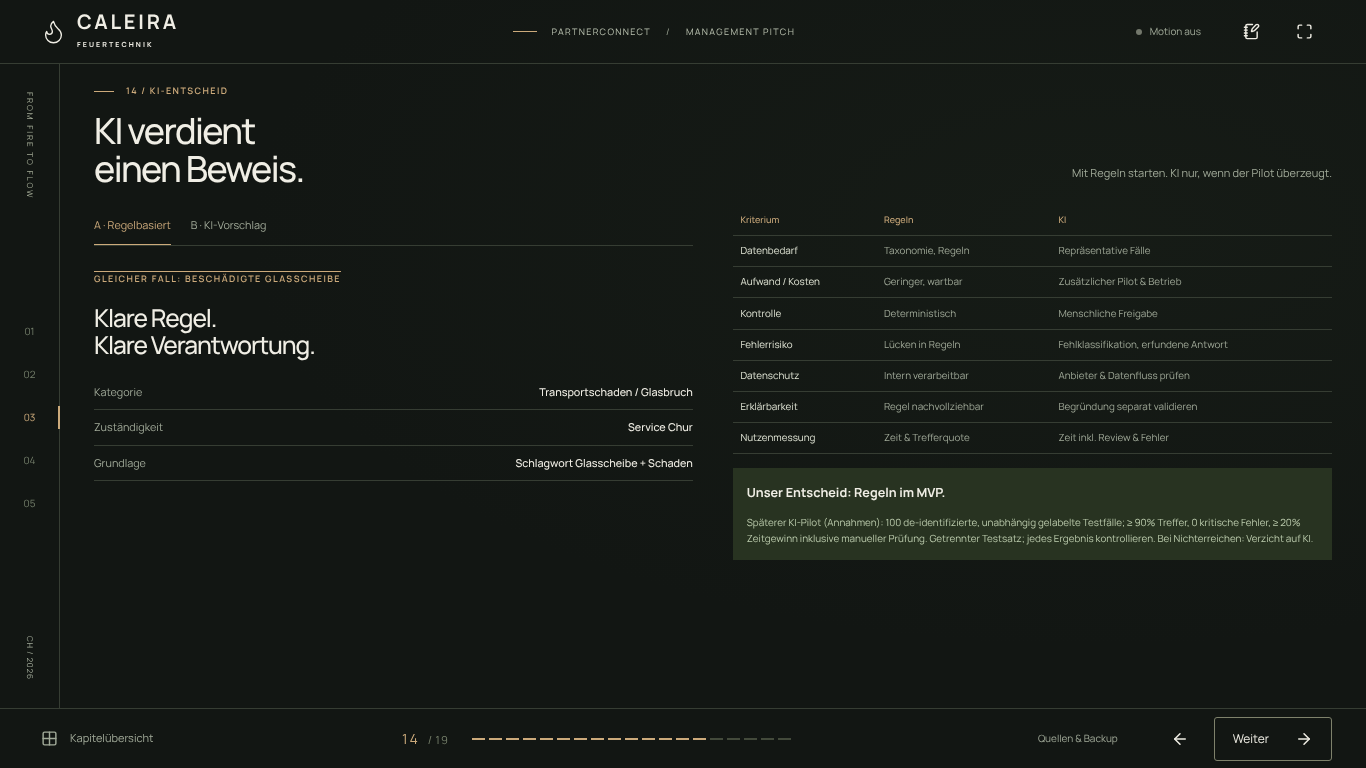 CALEIRA
FEUERTECHNIK
PARTNERCONNECT / MANAGEMENT PITCH
Motion aus
FROM FIRE TO FLOW
01
02
03
04
05
CH / 2026
14 / KI-ENTSCHEID
KI verdient
einen Beweis.
Mit Regeln starten. KI nur, wenn der Pilot überzeugt.
A · Regelbasiert B · KI-Vorschlag
GLEICHER FALL: BESCHÄDIGTE GLASSCHEIBE
Klare Regel.
Klare Verantwortung.
Kategorie Transportschaden / Glasbruch
Zuständigkeit Service Chur
Grundlage Schlagwort Glasscheibe + Schaden
Kriterium Regeln KI
Datenbedarf Taxonomie, Regeln Repräsentative Fälle
Aufwand / Kosten Geringer, wartbar Zusätzlicher Pilot & Betrieb
Kontrolle Deterministisch Menschliche Freigabe
Fehlerrisiko Lücken in Regeln Fehlklassifikation, erfundene Antwort
Datenschutz Intern verarbeitbar Anbieter & Datenfluss prüfen
Erklärbarkeit Regel nachvollziehbar Begründung separat validieren
Nutzenmessung Zeit & Trefferquote Zeit inkl. Review & Fehler
Unser Entscheid: Regeln im MVP.
Späterer KI-Pilot (Annahmen): 100 de-identifizierte, unabhängig gelabelte Testfälle; ≥ 90% Treffer, 0 kritische Fehler, ≥ 20%
Zeitgewinn inklusive manueller Prüfung. Getrennter Testsatz; jedes Ergebnis kontrollieren. Bei Nichterreichen: Verzicht auf KI.
Kapitelübersicht
14 / 19
Quellen & Backup
Weiter